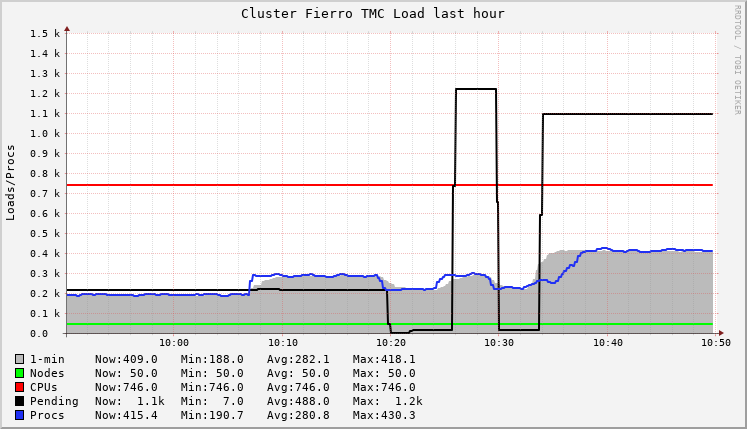 Cluster Fierro TMC Load last hour
RRDTOOL / TOBI OETIKER
Loads/Procs
1.5 k
1.4 k
1.3 k
1.2 k
1.1 k
1.0 k
0.9 k
0.8 k
0.7 k
0.6 k
0.5 k
0.4 k
0.3 k
0.2 k
0.1 k
0.0
10:00 10:10 10:20 10:30 10:40 10:50
1-min Now:409.0 Min:188.0 Avg:282.1 Max:418.1
Nodes Now: 50.0 Min: 50.0 Avg: 50.0 Max: 50.0
CPUs Now:746.0 Min:746.0 Avg:746.0 Max:746.0
Pending Now: 1.1k Min: 7.0 Avg:488.0 Max: 1.2k
Procs Now:415.4 Min:190.7 Avg:280.8 Max:430.3